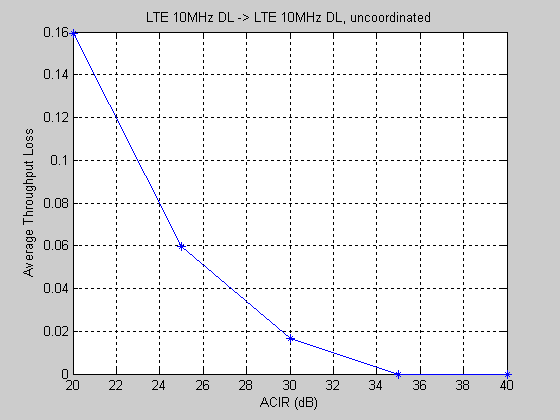 LTE 10MHz DL -> LTE 10MHz DL, uncoordinated
0.16
0.14
0.12
0.1
0.08
0.06
0.04
0.02
0
Average Throughput Loss
20 22 24 26 28 30 32 34 36 38 40
ACIR (dB)